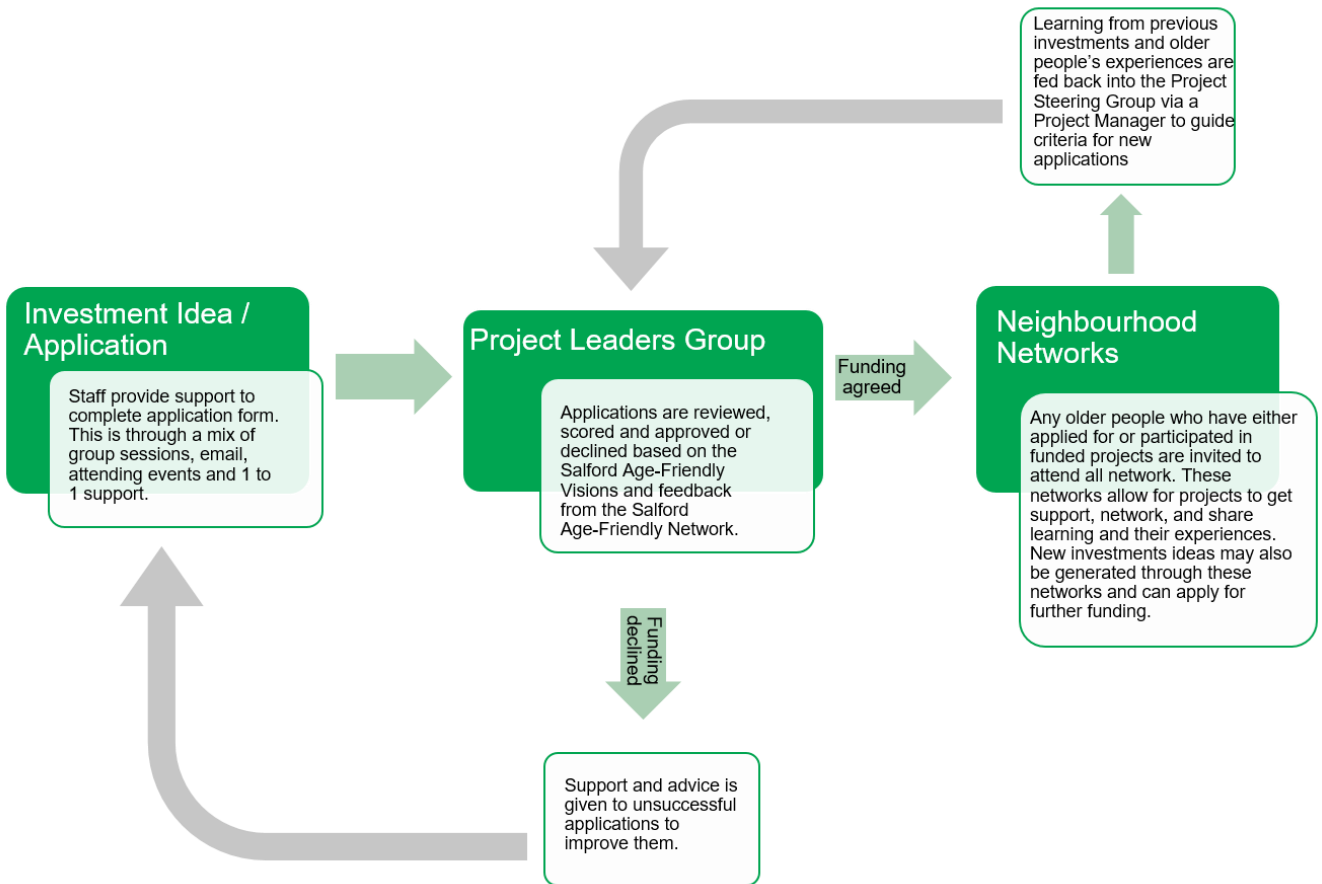 Learning from previous
investments and older
people’s experiences are
fed back into the Project
Steering Group via a
Project Manager to guide
criteria for new
applications
Investment Idea /
Application
Staff provide support to
complete application form.
This is through a mix of
group sessions, email,
attending events and 1 to
1 support.
Project Leaders Group
Applications are reviewed,
scored and approved or
declined based on the
Salford Age-Friendly
Visions and feedback
from the Salford
Age-Friendly Network.
Funding
agreed
Neighbourhood
Networks
Any older people who have either
applied for or participated in
funded projects are invited to
attend all network. These
networks allow for projects to get
support, network, and share
learning and their experiences.
New investments ideas may also
be generated through these
networks and can apply for
further funding.
Funding
declined
Support and advice is
given to unsuccessful
applications to
improve them.